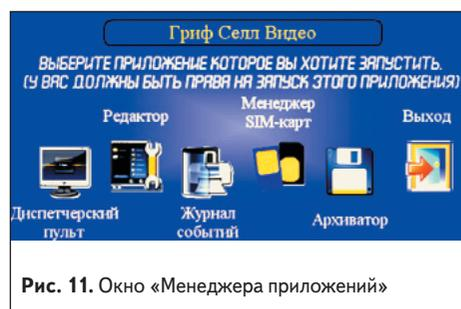 Гриф Селл Видео
ВЫБЕРИТЕ ПРИЛОЖЕНИЕ КОТОРОЕ ВЫ ХОТИТЕ ЗАПУСТИТЬ.
(У ВАС ДОЛЖНЫ БЫТЬ ПРАВА НА ЗАПУСК ЭТОГО ПРИЛОЖЕНИЯ)
Редактор
Менеджер
SIM-карт
Выход
Диспетчерский
пульт
Журнал
событий
Архиватор
Рис. 11. Окно «Менеджера приложений»